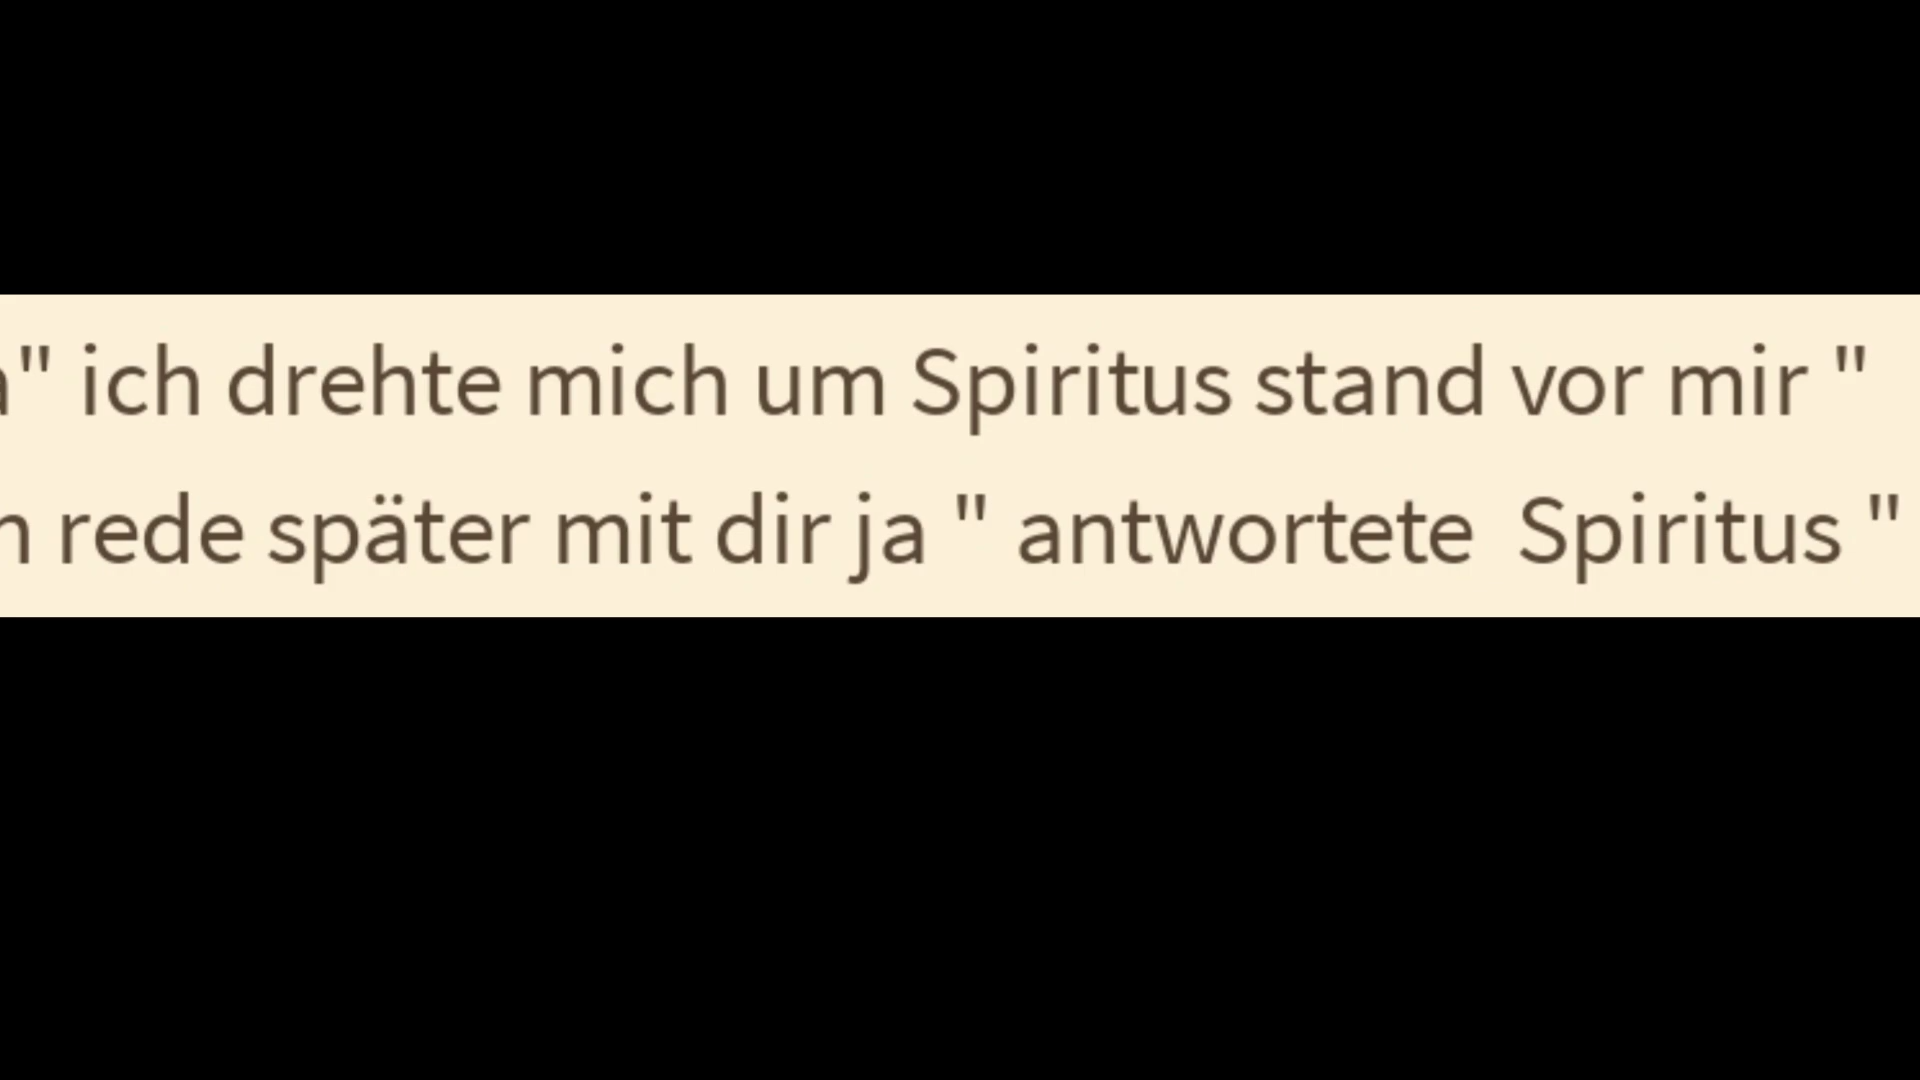 " ich drehte mich um Spiritus stand vor mir "
rede später mit dir ja " antwortete  Spiritus "